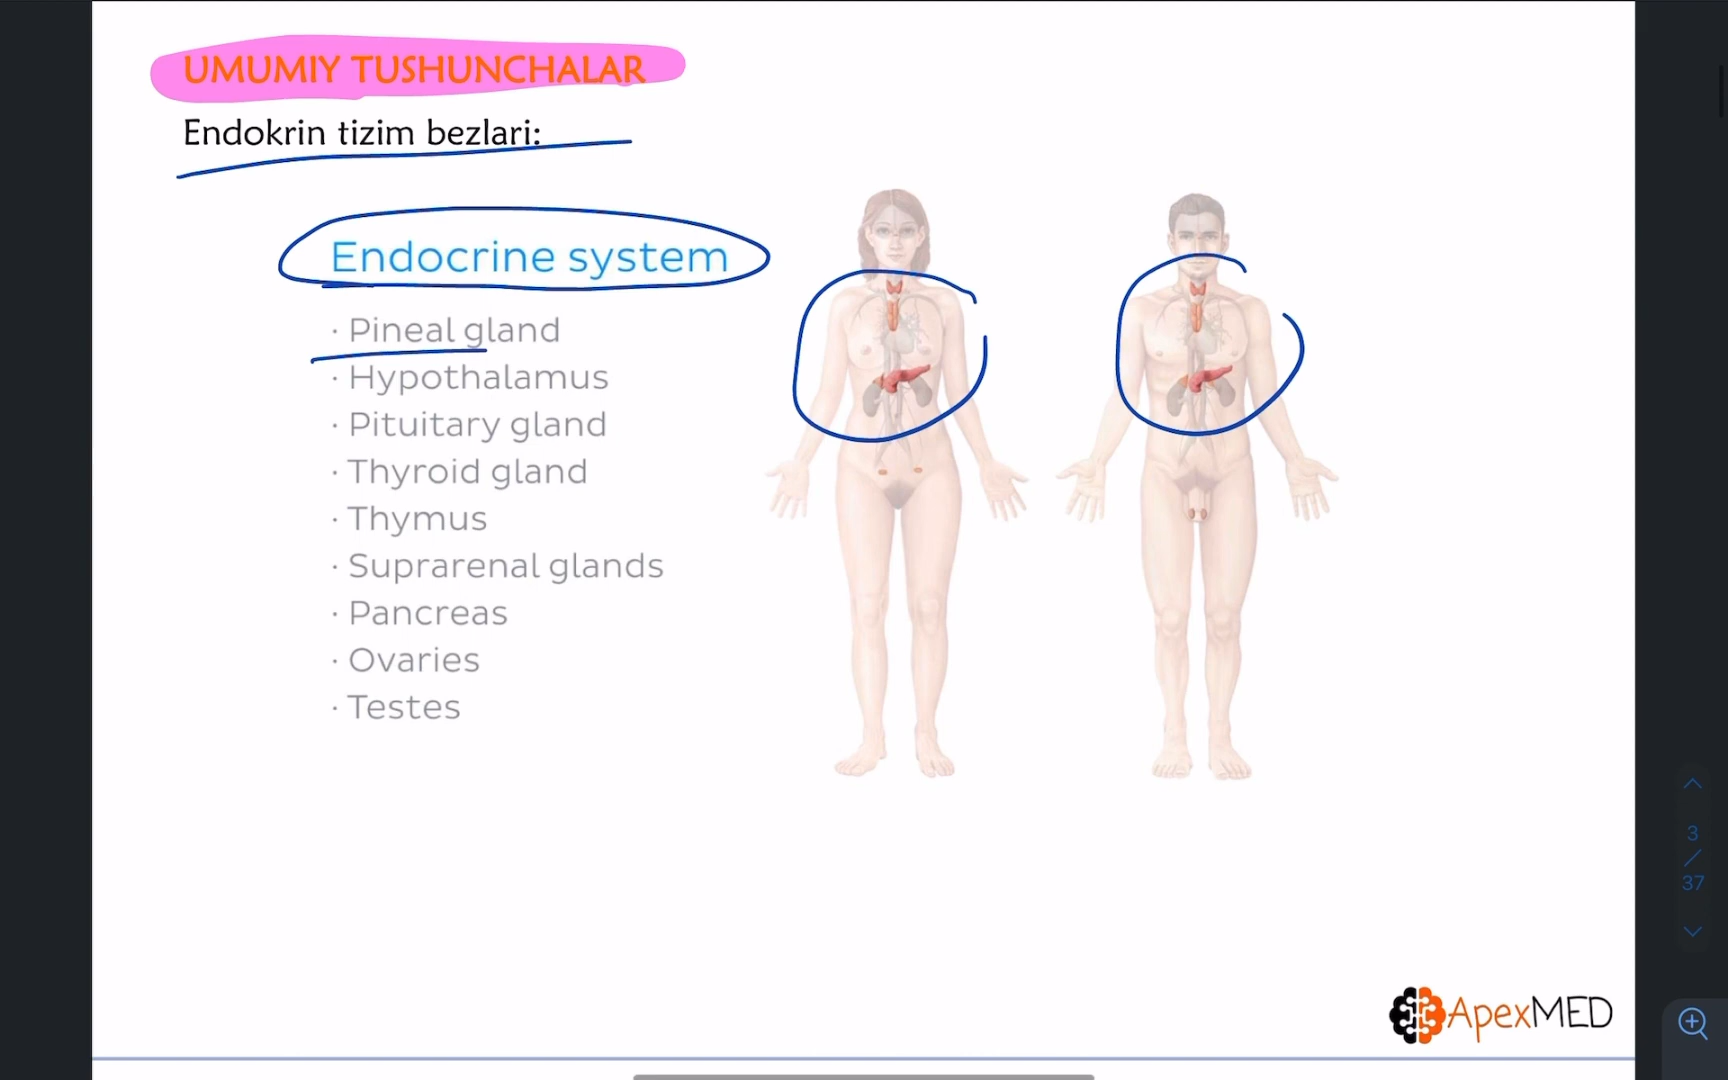 UMUMIY TUSHUNCHALAR
Endokrin tizim bezlari:
Endocrine system
· Pineal gland
· Hypothalamus
· Pituitary gland
· Thyroid gland
· Thymus
· Suprarenal glands
· Pancreas
· Ovaries
· Testes
3
/
37
ApexMED